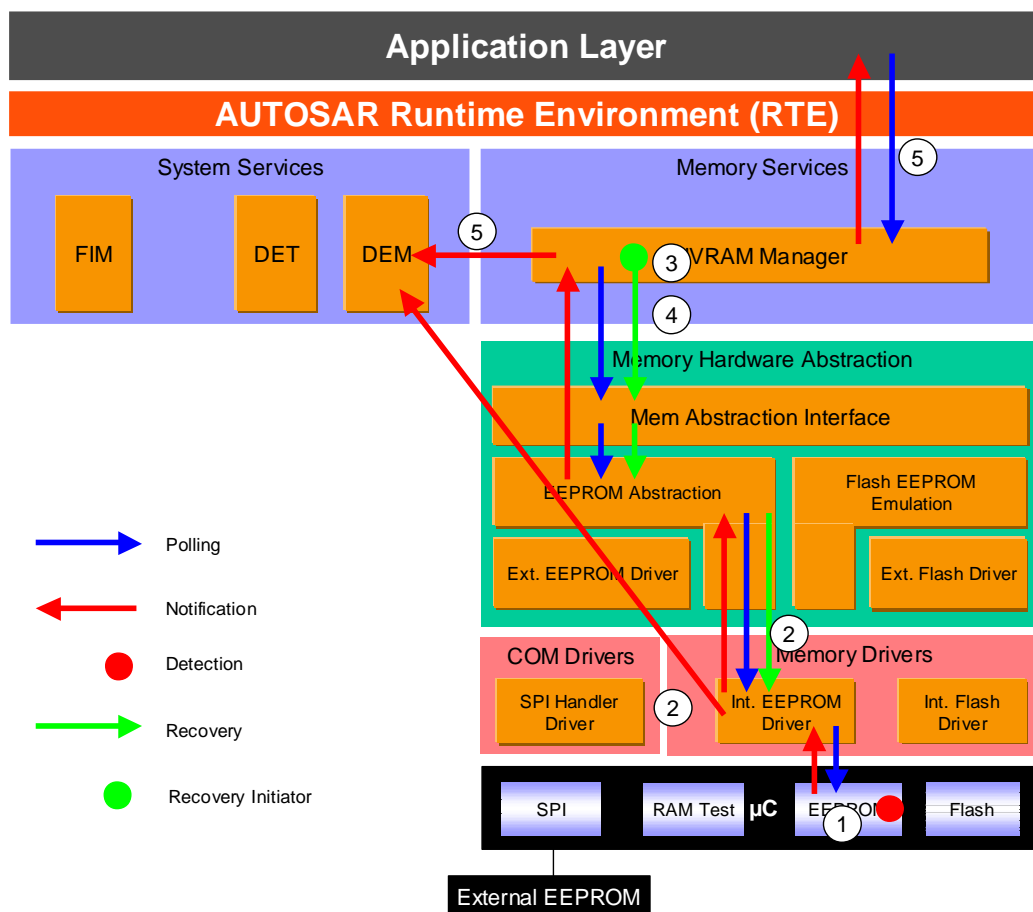 Application Layer
AUTOSAR Runtime Environment (RTE)
System Services
Memory Services
5
FIM
DET
DEM
5
3
VRAM Manager
4
Memory Hardware Abstraction
Mem Abstraction Interface
EEPROM Abstraction
Flash EEPROM
Emulation
Ext. EEPROM Driver
Ext. Flash Driver
Polling
Notification
Detection
Recovery
Recovery Initiator
2
COM Drivers
Memory Drivers
SPI Handler
Driver
2
Int. EEPROM
Driver
Int. Flash
Driver
SPI
RAM Test
µC
EEPROM
1
Flash
External EEPROM